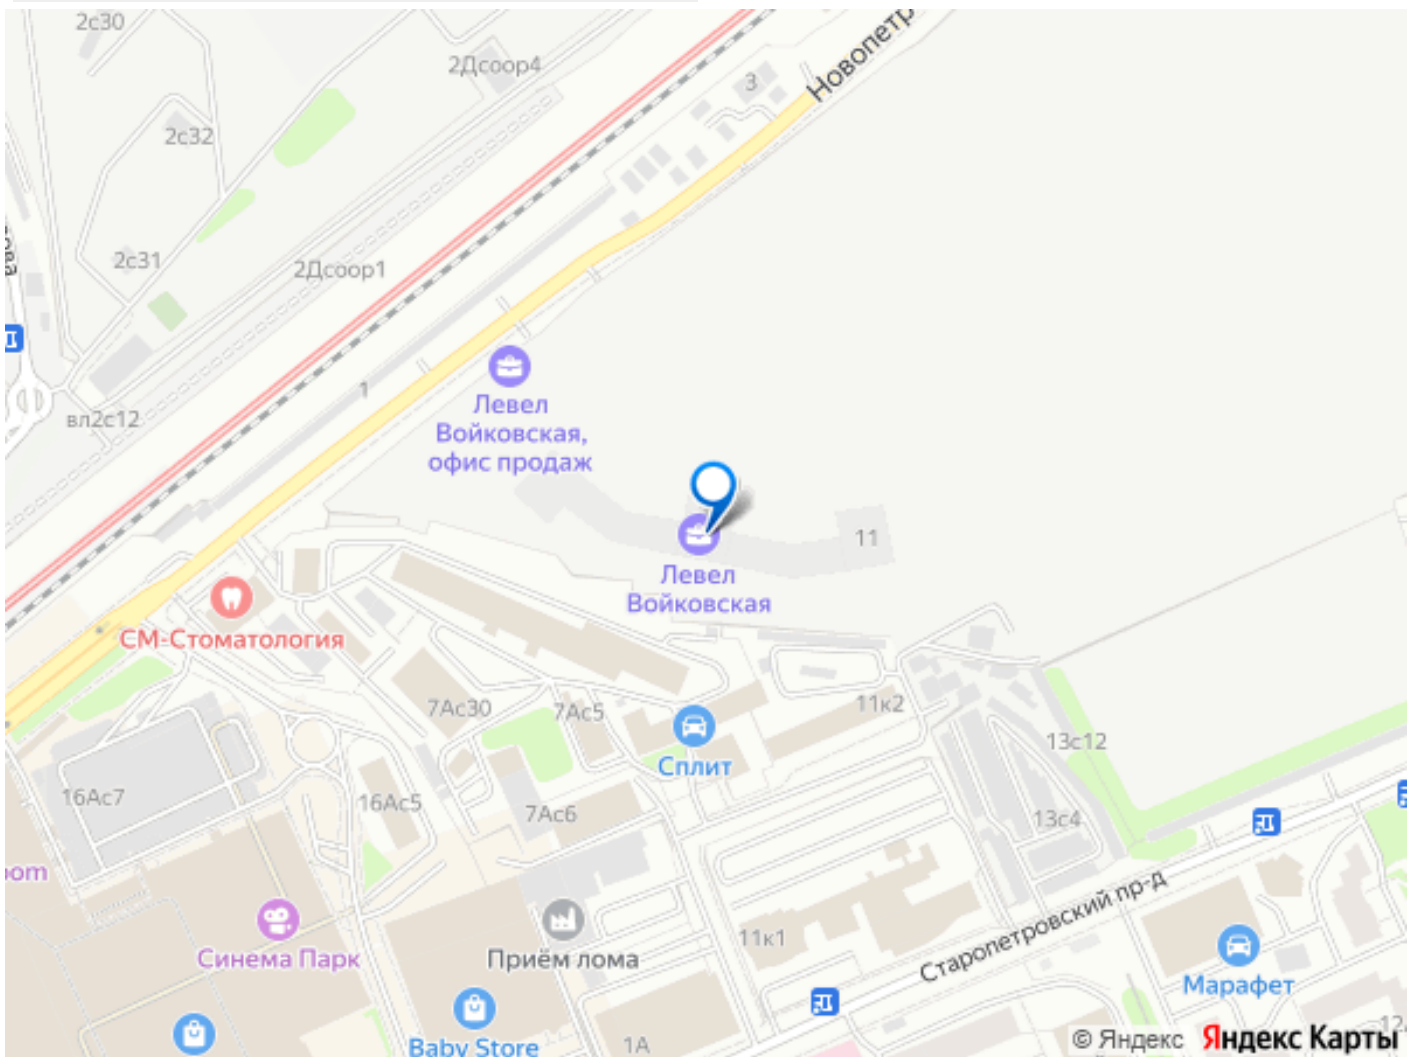 2с30
2Дсоор4
3
Новопетр
2с32
2с31
2Дсоор1
вл2с12
1
Левел
Войковская,
офис продаж
11
Левел
Войковская
СМ-Стоматология
7Ас30
7Ас5
11к2
Сплит
13с12
16Ас7
16Ас5
7Ас6
13с4
Старопетровский пр-д
Синема Парк
Приём лома
11к1
Марафет
Baby Store
1А
© Яндекс Яндекс Карты